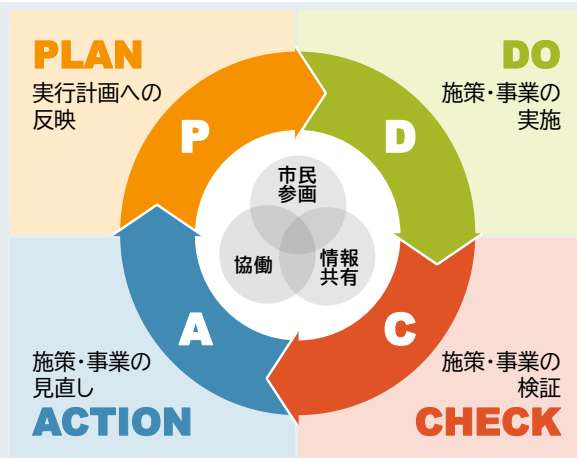 PLAN
実行計画への
反映
P
DO
施策・事業の
実施
D
市民
参画
協働
情報
共有
A
施策・事業の
見直し
ACTION
C
施策・事業の
検証
CHECK